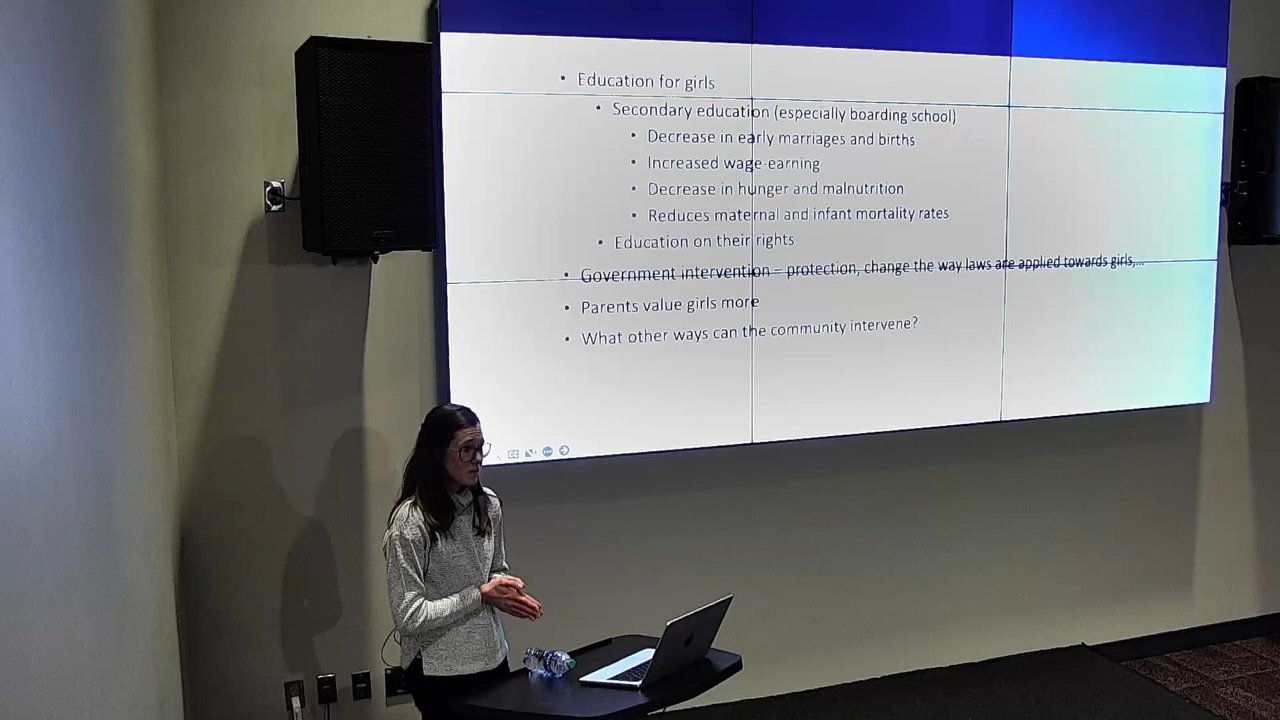 • Education for girls
• Secondary education (especially boarding school)
• Decrease in early marriages and births
• Increased wage-earning
• Decrease in hunger and malnutrition
• Reduces maternal and infant mortality rates
• Education on their rights
• Government intervention – protection, change the way laws are applied towards girls,...
• Parents value girls more
• What other ways can the community intervene?
CC